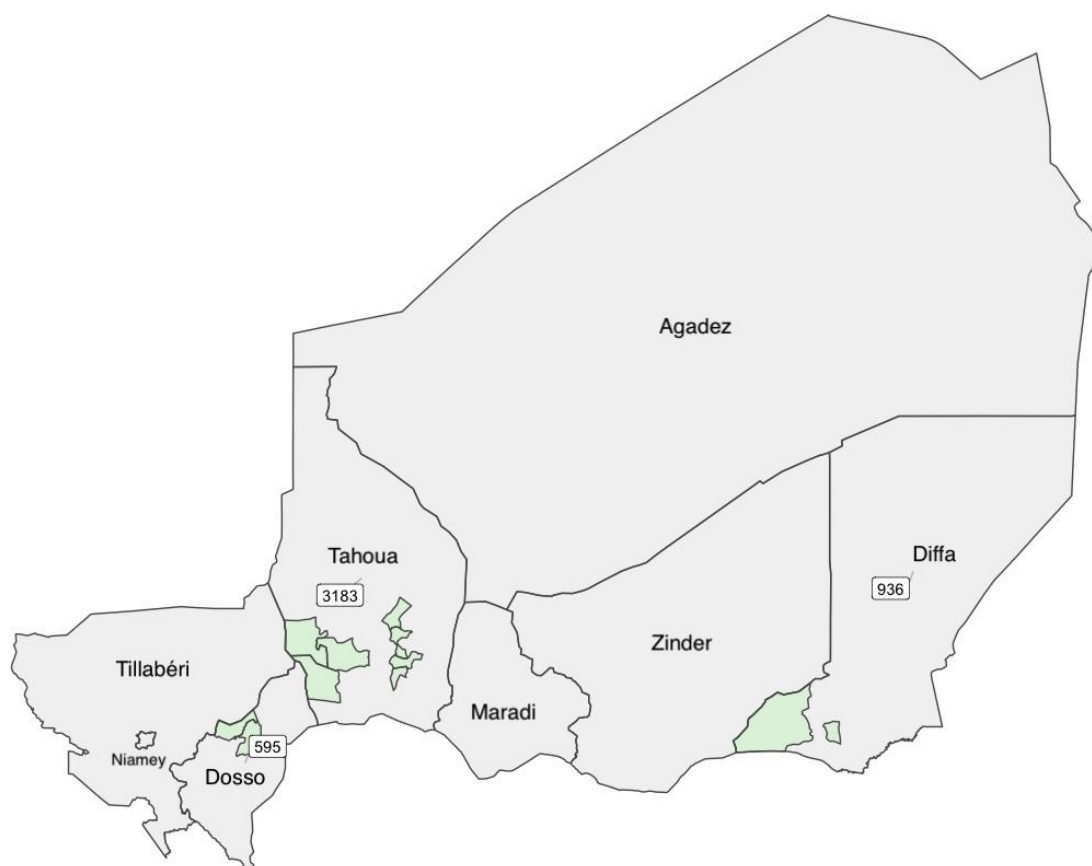 Agadez
Tahoua
3183
Diffa
936
Zinder
Tillabéri
Maradi
Niamey
595
Dosso